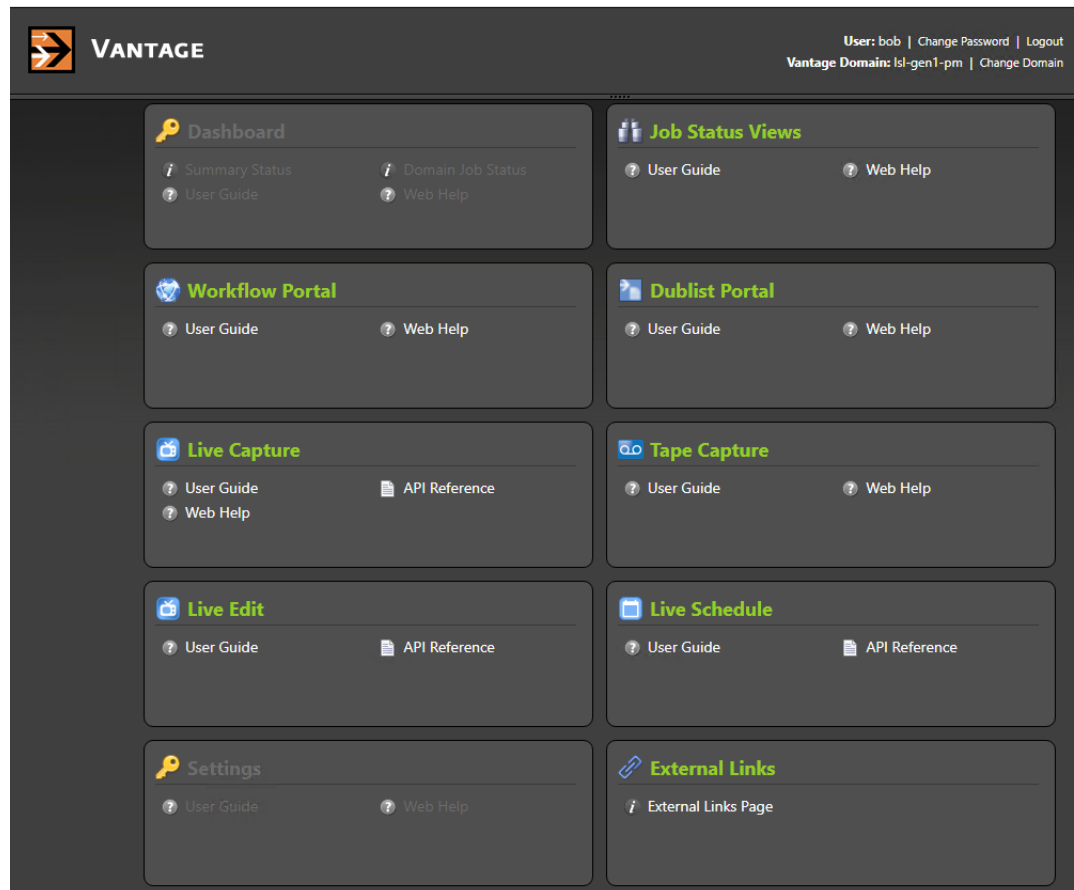 VANTAGE
User: bob | Change Password | Logout
Vantage Domain: lsl-gen1-pm | Change Domain
Dashboard
Summary Status
Domain Job Status
User Guide
Web Help
Job Status Views
User Guide
Web Help
Workflow Portal
User Guide
Web Help
Dublist Portal
User Guide
Web Help
Live Capture
User Guide
API Reference
Web Help
Tape Capture
User Guide
Web Help
Live Edit
User Guide
API Reference
Live Schedule
User Guide
API Reference
Settings
User Guide
Web Help
External Links
External Links Page